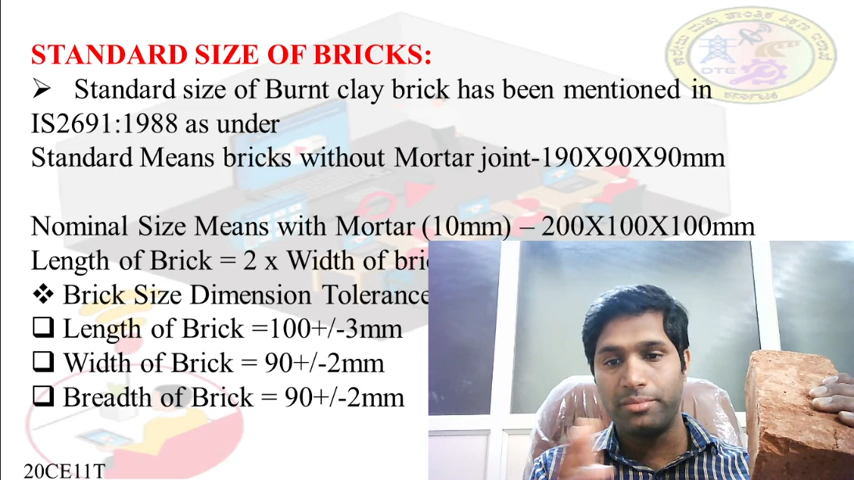 STANDARD SIZE OF BRICKS:
➤ Standard size of Burnt clay brick has been mentioned in
IS2691:1988 as under
Standard Means bricks without Mortar joint-190X90X90mm
Nominal Size Means with Mortar (10mm) – 200X100X100mm
Length of Brick = 2 x Width of
❖ Brick Size Dimension Tolerance
❑ Length of Brick =100+/-3mm
❑ Width of Brick = 90+/-2mm
❑ Breadth of Brick = 90+/-2mm
20CE11T
DTE